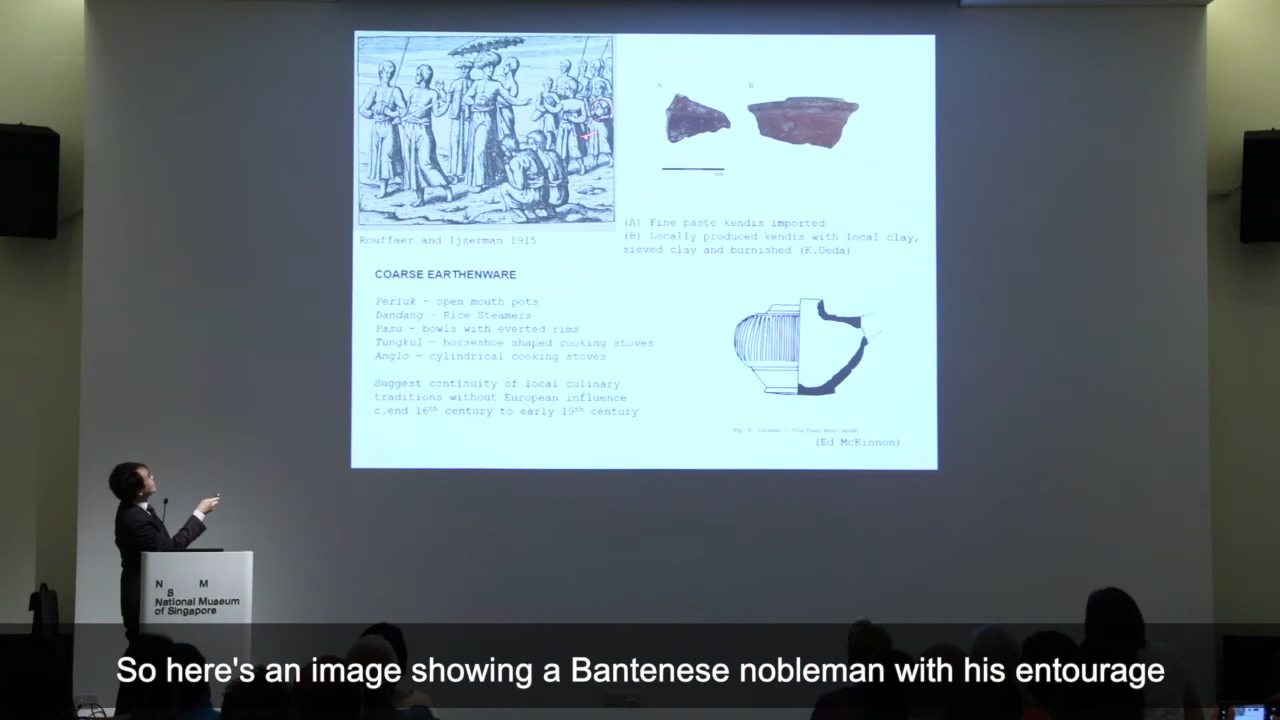 Rouffaer and Ijzerman 1915
A
B
(A) Fine paste kendis imported
(B) Locally produced kendis with local clay,
sieved clay and burnished (K.Ueda)
COARSE EARTHENWARE
Periuk - open mouth pots
Dandang - Rice Steamers
Pasu - bowls with everted rims
Tungkul - horseshoe shaped cooking stoves
Anglo - cylindrical cooking stoves
Suggest continuity of local culinary
traditions without European influence
c.end 16th century to early 19th century
(Ed McKinnon)
N S M
National Museum
of Singapore
So here's an image showing a Bantenese nobleman with his entourage